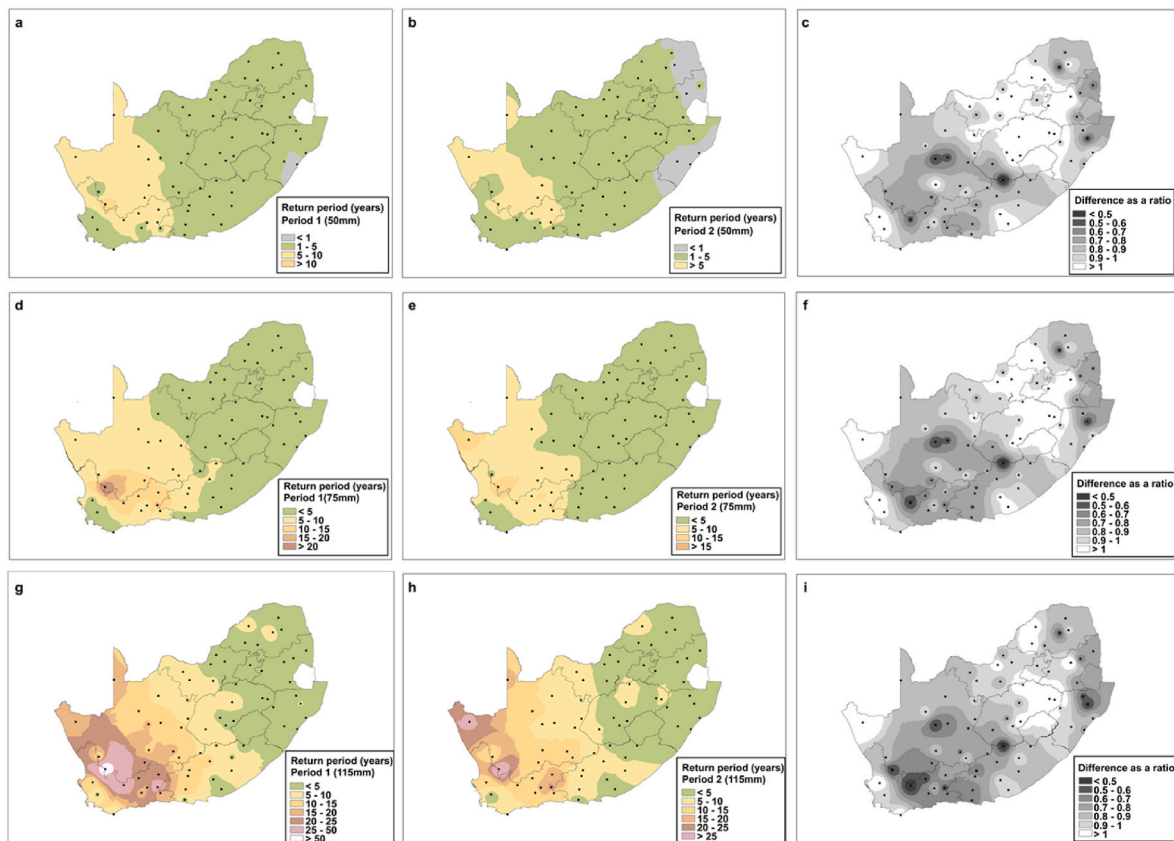 a
Return period (years)
Period 1 (50mm)
< 1
1 - 5
5 - 10
> 10
b
Return period (years)
Period 2 (50mm)
< 1
1 - 5
> 5
c
Difference as a ratio
< 0.5
0.5 - 0.6
0.6 - 0.7
0.7 - 0.8
0.8 - 0.9
0.9 - 1
> 1
d
Return period (years)
Period 1(75mm)
< 5
5 - 10
10 - 15
15 - 20
> 20
e
Return period (years)
Period 2 (75mm)
< 5
5 - 10
10 - 15
> 15
f
Difference as a ratio
< 0.5
0.5 - 0.6
0.6 - 0.7
0.7 - 0.8
0.8 - 0.9
0.9 - 1
> 1
g
Return period (years)
Period 1 (115mm)
< 5
5 - 10
10 - 15
15 - 20
20 - 25
25 - 50
> 50
h
Return period (years)
Period 2 (115mm)
< 5
5 - 10
10 - 15
15 - 20
20 - 25
> 25
i
Difference as a ratio
< 0.5
0.5 - 0.6
0.6 - 0.7
0.7 - 0.8
0.8 - 0.9
0.9 - 1
> 1